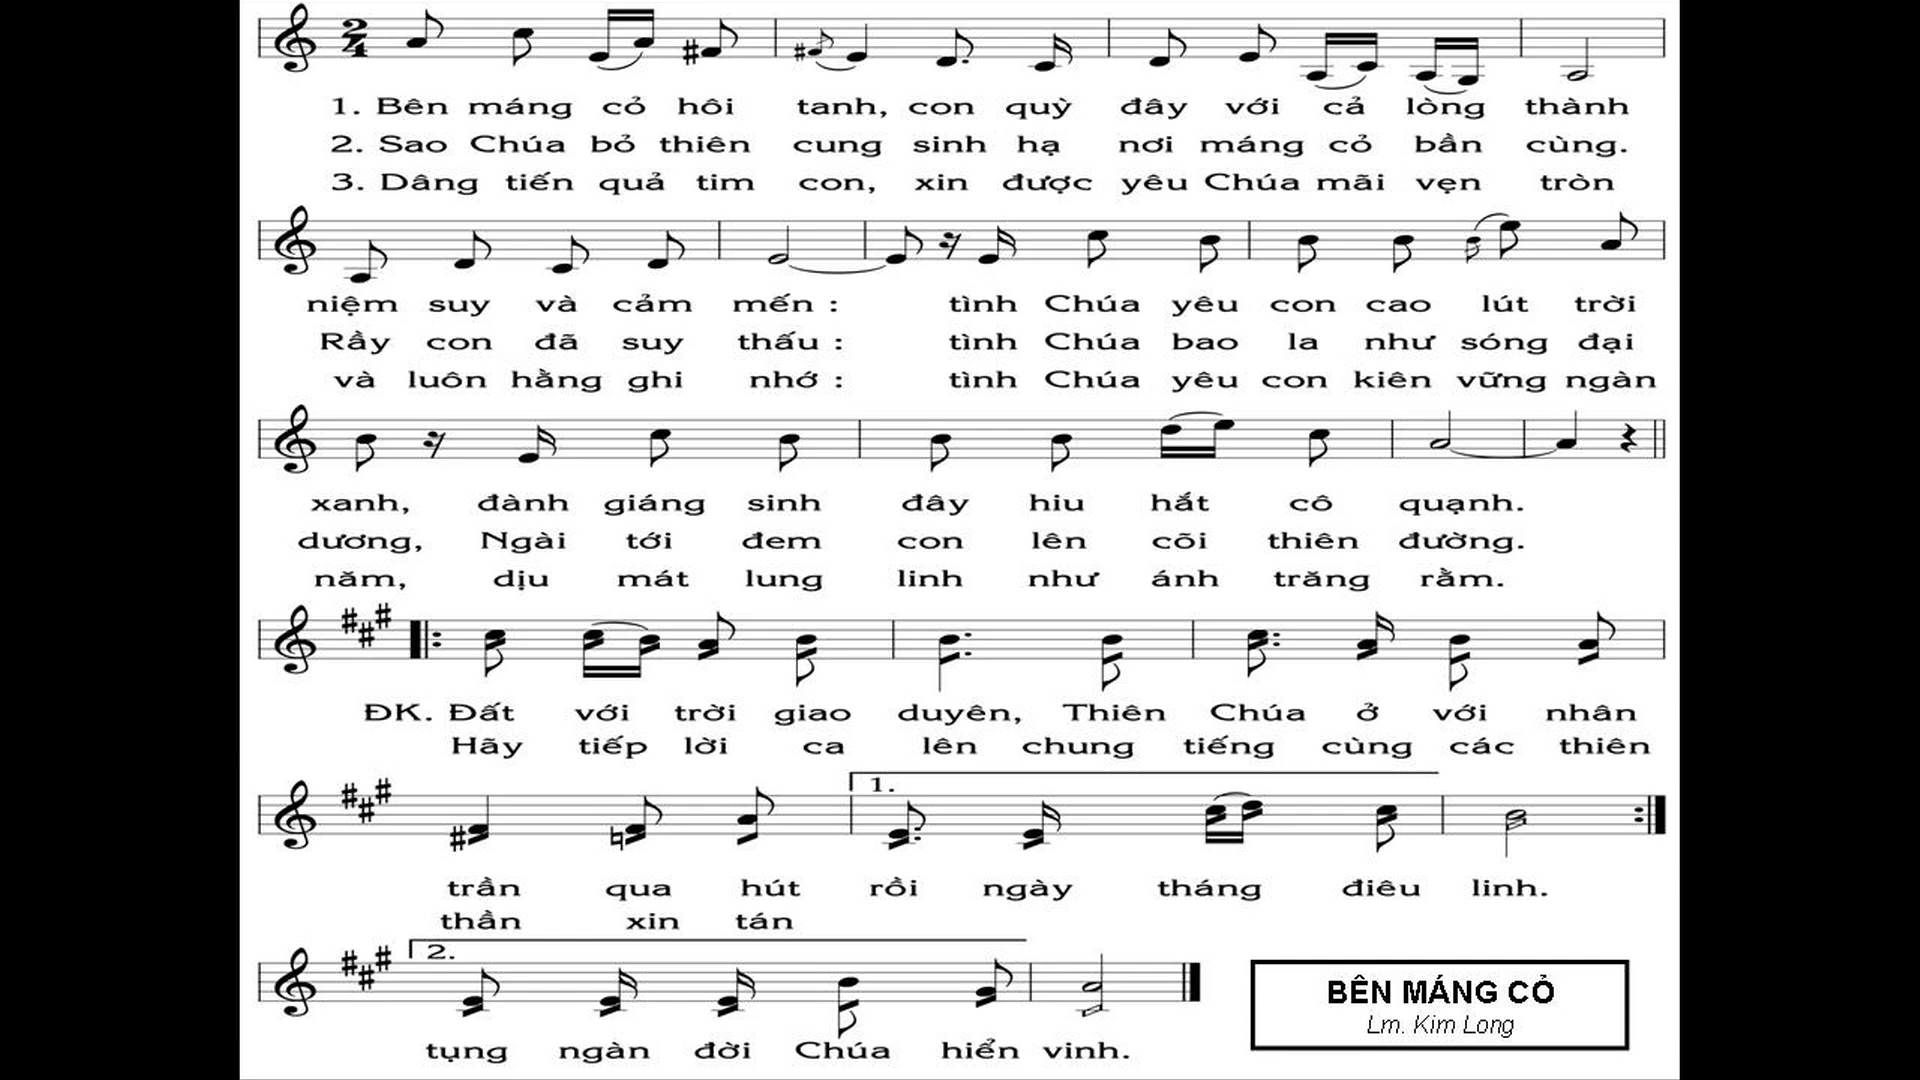 1. Bên máng cỏ hôi tanh, con quỳ đây với cả lòng thành
2. Sao Chúa bỏ thiên cung sinh hạ nơi máng cỏ bần cùng.
3. Dâng tiến quả tim con, xin được yêu Chúa mãi vẹn tròn
niệm suy và cảm mến : tình Chúa yêu con cao lút trời
Rầy con đã suy thấu : tình Chúa bao la như sóng đại
và luôn hằng ghi nhớ : tình Chúa yêu con kiên vững ngàn
xanh, đành giáng sinh đây hiu hắt cô quạnh.
dương, Ngài tới đem con lên cõi thiên đường.
năm, dịu mát lung linh như ánh trăng rằm.
ĐK. Đất với trời giao duyên, Thiên Chúa ở với nhân
Hãy tiếp lời ca lên chung tiếng cùng các thiên
1.
trần qua hút rồi ngày tháng điêu linh.
thần xin tán
2.
tụng ngàn đời Chúa hiển vinh.
BÊN MÁNG CỎ
Lm. Kim Long